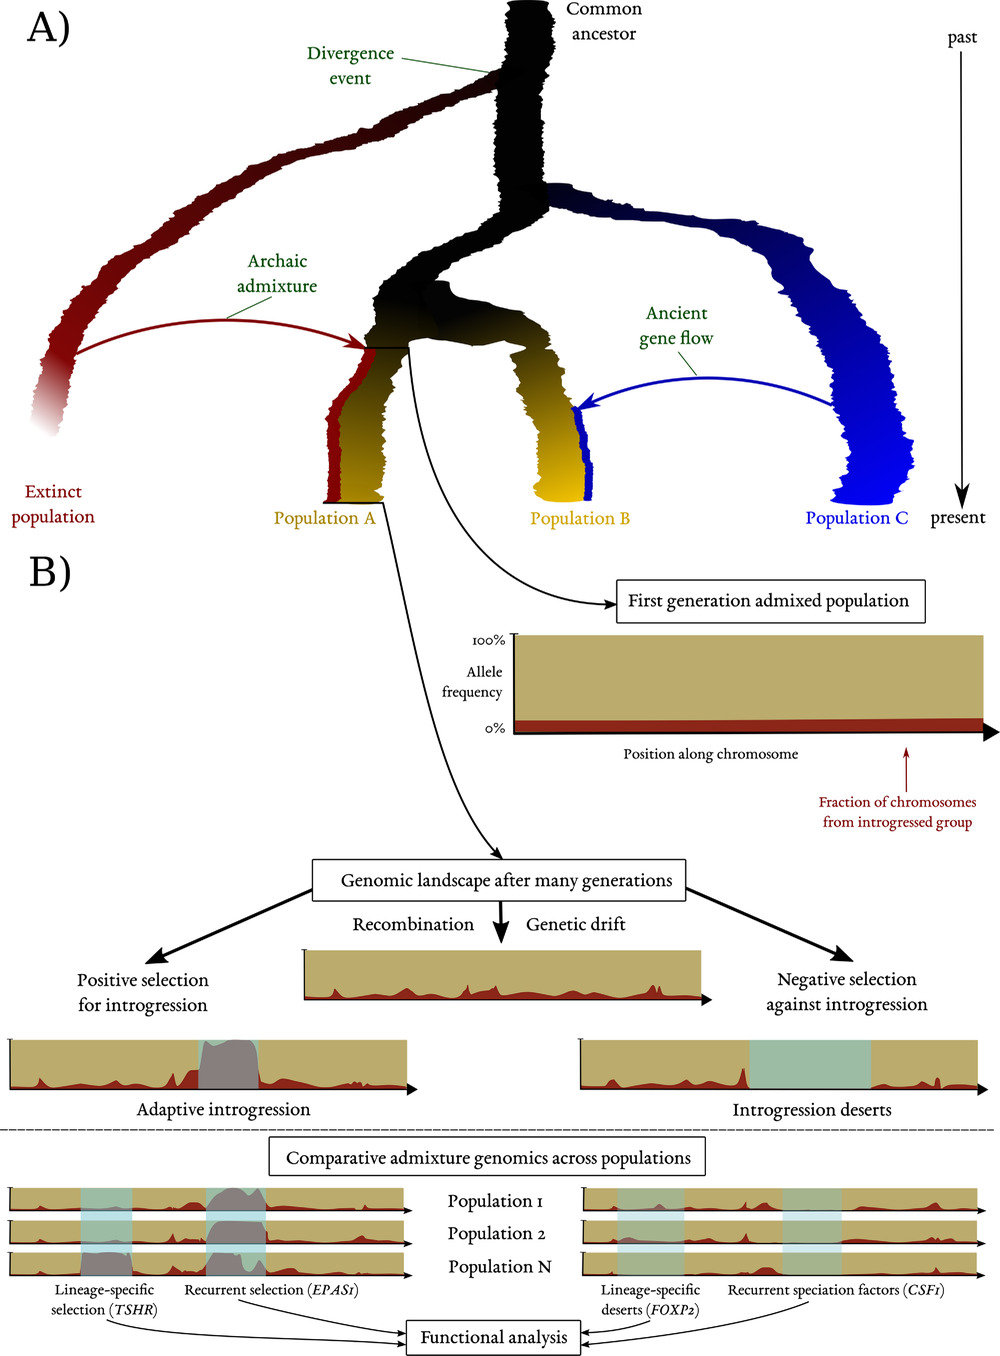 A)
Common
ancestor
past
Divergence
event
Archaic
admixture
Ancient
gene flow
Extinct
population
Population A
Population B
Population C
present
B)
First generation admixed population
100%
Allele
frequency
0%
Position along chromosome
Fraction of chromosomes
from introgressed group
Genomic landscape after many generations
Recombination
Genetic drift
Positive selection
for introgression
Negative selection
against introgression
Adaptive introgression
Introgression deserts
Comparative admixture genomics across populations
Population 1
Population 2
Population N
Lineage-specific
selection (TSHR)
Recurrent selection (EPAS1)
Lineage-specific
deserts (FOXP2)
Recurrent speciation factors (CSF1)
Functional analysis